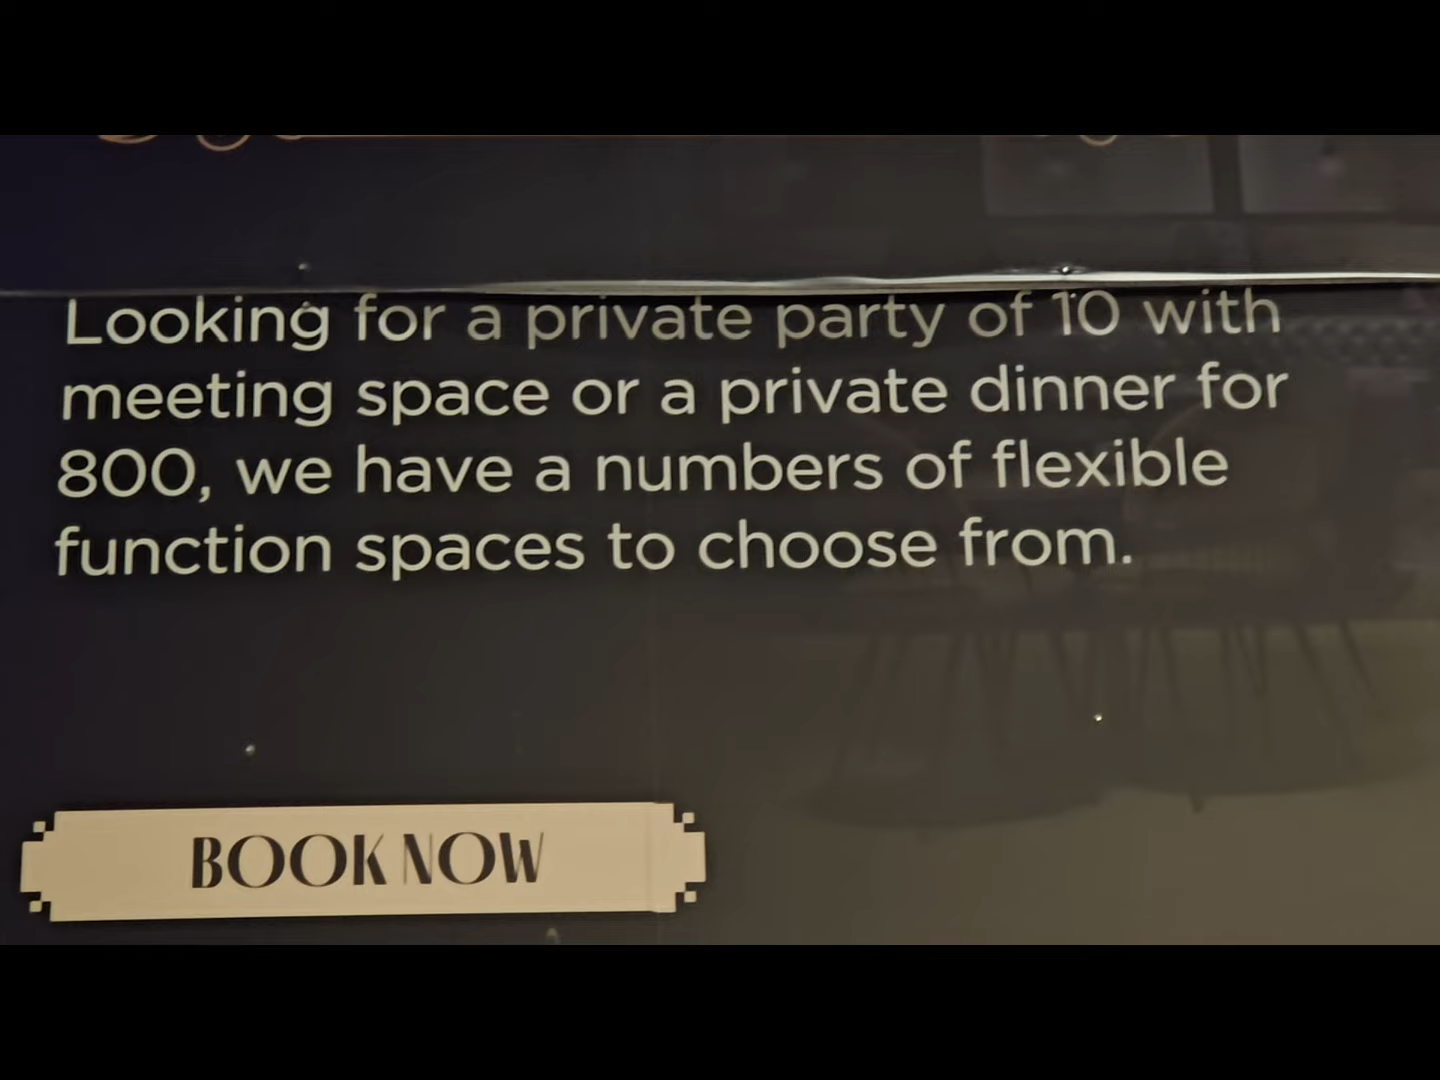 Looking for a private party of 10 with
meeting space or a private dinner for
800, we have a numbers of flexible
function spaces to choose from.
BOOK NOW